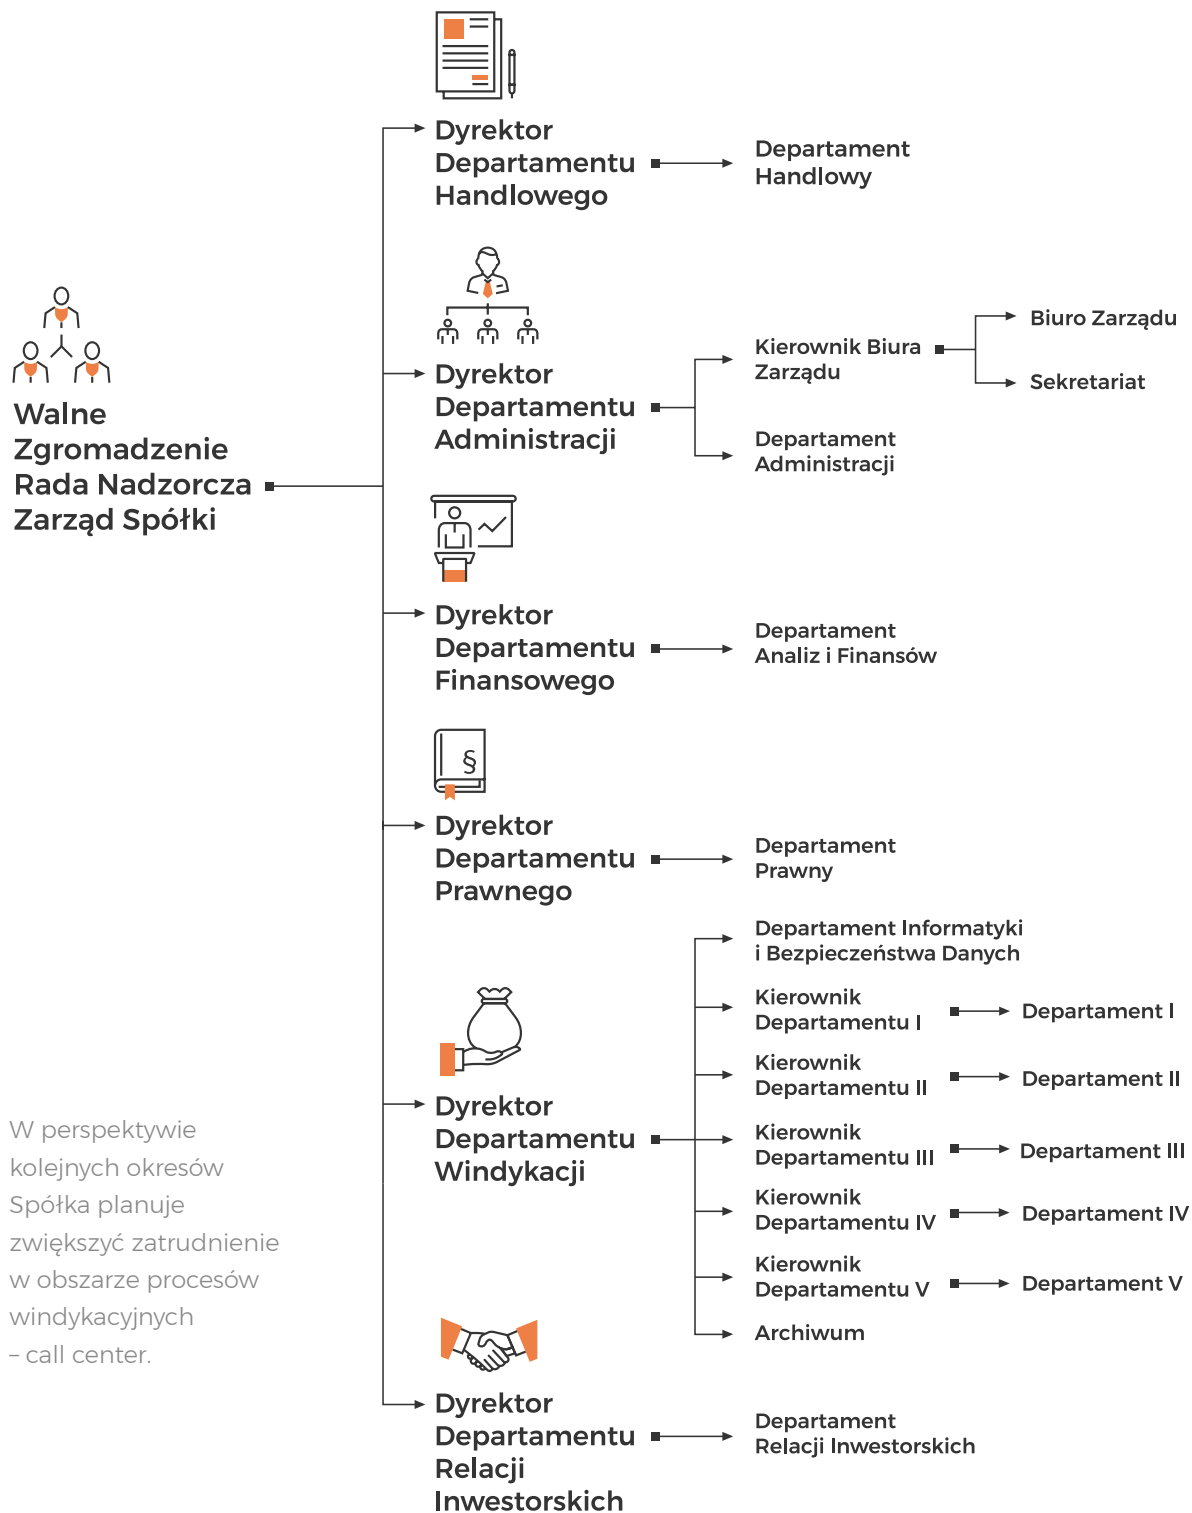 Walne
Zgromadzenie
Rada Nadzorcza
Zarząd Spółki
Dyrektor
Departamentu
Handlowego
Departament
Handlowy
Dyrektor
Departamentu
Administracji
Kierownik Biura
Zarządu
Biuro Zarządu
Sekretariat
Departament
Administracji
Dyrektor
Departamentu
Finansowego
Departament
Analiz i Finansów
§
Dyrektor
Departamentu
Prawnego
Departament
Prawny
Dyrektor
Departamentu
Windykacji
Departament Informatyki
i Bezpieczeństwa Danych
Kierownik
Departamentu I
Departament I
Kierownik
Departamentu II
Departament II
Kierownik
Departamentu III
Departament III
Kierownik
Departamentu IV
Departament IV
Kierownik
Departamentu V
Departament V
Archiwum
Dyrektor
Departamentu
Relacji
Inwestorskich
Departament
Relacji Inwestorskich
W perspektywie
kolejnych okresów
Spółka planuje
zwiększyć zatrudnienie
w obszarze procesów
windykacyjnych
– call center.